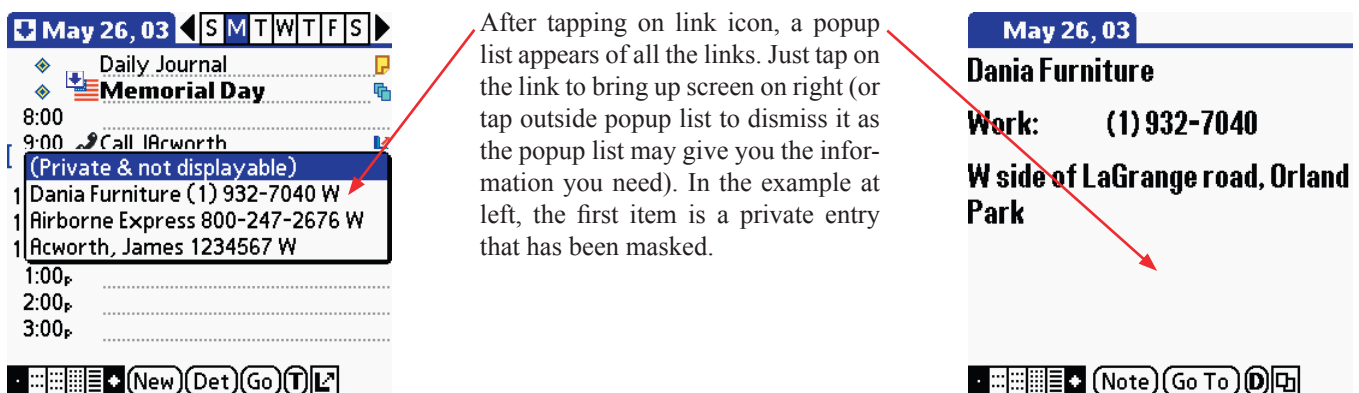 May 26, 03 S M T W T F S
Daily Journal
Memorial Day
8:00
9:00 Call JAcworth
(Private & not displayable)
1 Dania Furniture (1) 932-7040 W
1 Airborne Express 800-247-2676 W
1 Acworth, James 1234567 W
1:00P
2:00P
3:00P
New Det Go T
After tapping on link icon, a popup
list appears of all the links. Just tap on
the link to bring up screen on right (or
tap outside popup list to dismiss it as
the popup list may give you the infor-
mation you need). In the example at
left, the first item is a private entry
that has been masked.
May 26, 03
Dania Furniture
Work: (1) 932-7040
W side of LaGrange road, Orland
Park
Note Go To D